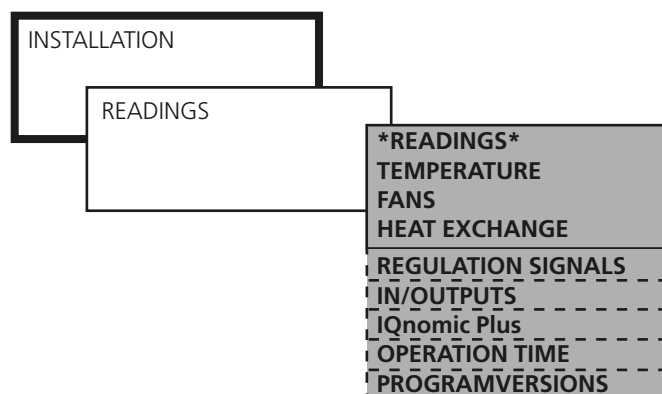 INSTALLATION
READINGS
*READINGS*
TEMPERATURE
FANS
HEAT EXCHANGE
REGULATION SIGNALS
IN/OUTPUTS
IQnomic Plus
OPERATION TIME
PROGRAMVERSIONS